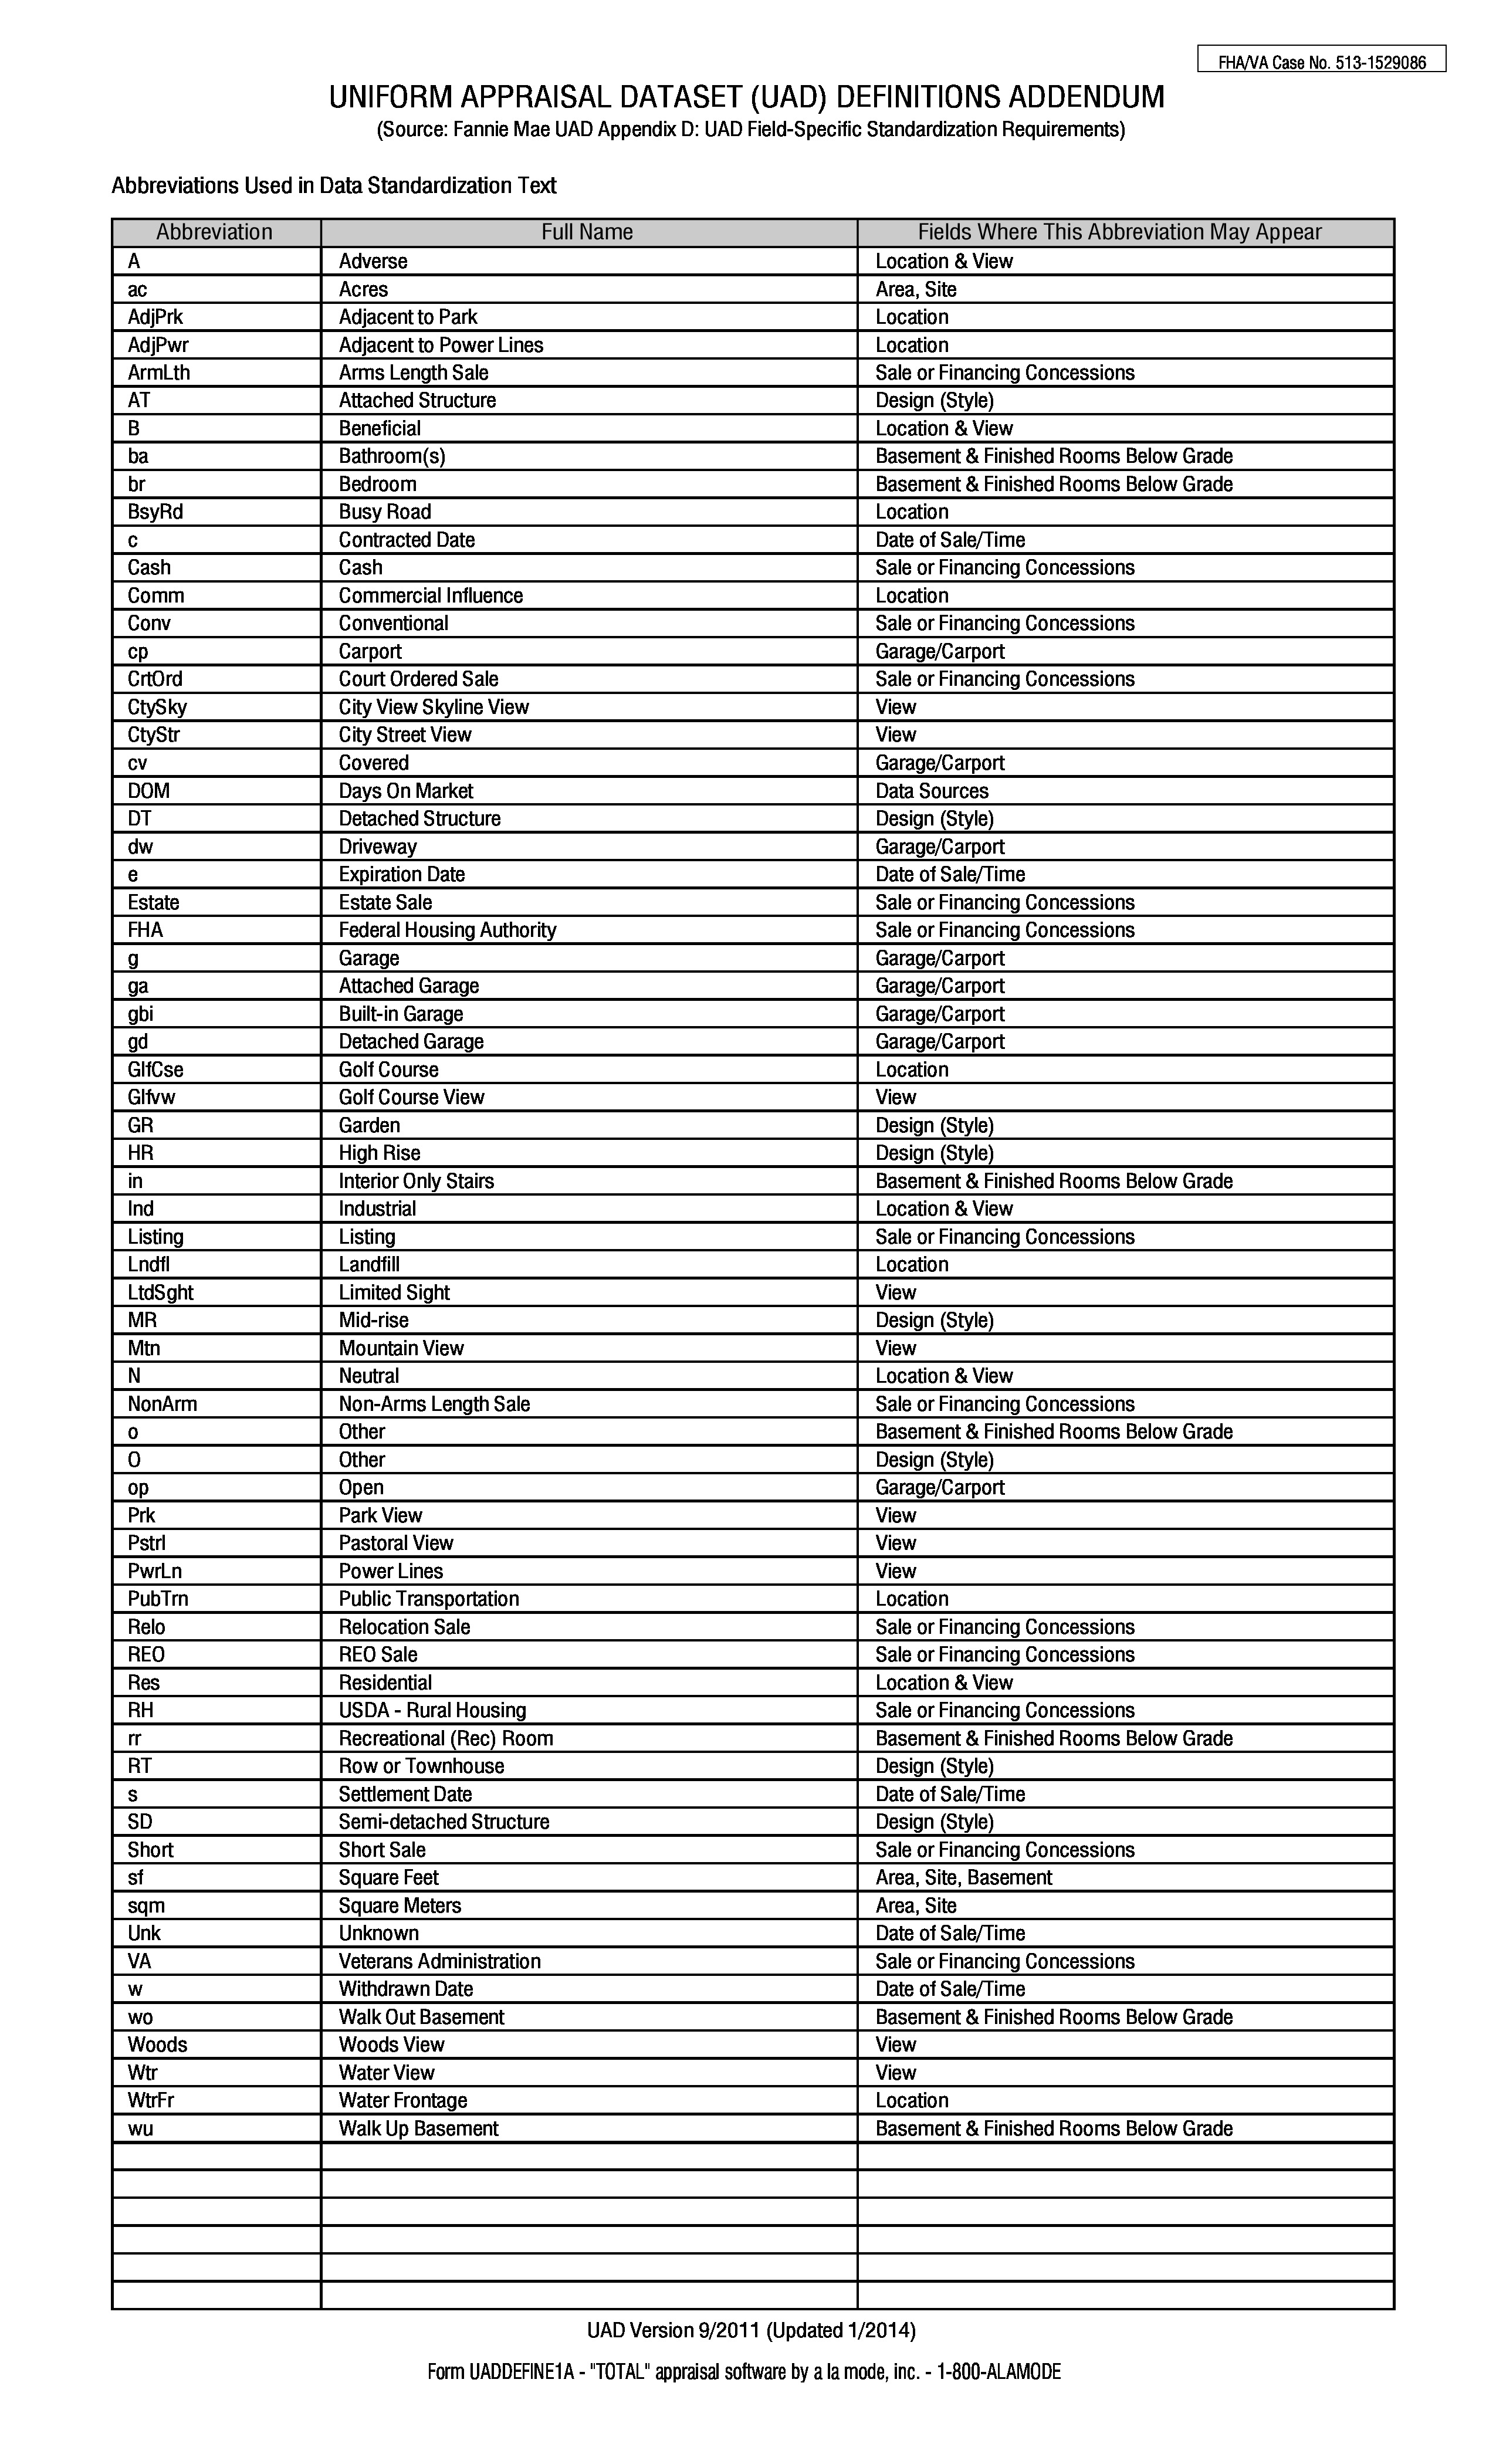 FHA/VA Case No. 513-1529086
UNIFORM APPRAISAL DATASET (UAD) DEFINITIONS ADDENDUM
(Source: Fannie Mae UAD Appendix D: UAD Field-Specific Standardization Requirements)
Abbreviations Used in Data Standardization Text
Abbreviation Full Name Fields Where This Abbreviation May Appear
A Adverse Location & View
ac Acres Area, Site
AdjPrk Adjacent to Park Location
AdjPwr Adjacent to Power Lines Location
ArmLth Arms Length Sale Sale or Financing Concessions
AT Attached Structure Design (Style)
B Beneficial Location & View
ba Bathroom(s) Basement & Finished Rooms Below Grade
br Bedroom Basement & Finished Rooms Below Grade
BsyRd Busy Road Location
c Contracted Date Date of Sale/Time
Cash Cash Sale or Financing Concessions
Comm Commercial Influence Location
Conv Conventional Sale or Financing Concessions
cp Carport Garage/Carport
CrtOrd Court Ordered Sale Sale or Financing Concessions
CtySky City View Skyline View View
CtyStr City Street View View
cv Covered Garage/Carport
DOM Days On Market Data Sources
DT Detached Structure Design (Style)
dw Driveway Garage/Carport
e Expiration Date Date of Sale/Time
Estate Estate Sale Sale or Financing Concessions
FHA Federal Housing Authority Sale or Financing Concessions
g Garage Garage/Carport
ga Attached Garage Garage/Carport
gbi Built-in Garage Garage/Carport
gd Detached Garage Garage/Carport
GlfCse Golf Course Location
Glfvw Golf Course View View
GR Garden Design (Style)
HR High Rise Design (Style)
in Interior Only Stairs Basement & Finished Rooms Below Grade
Ind Industrial Location & View
Listing Listing Sale or Financing Concessions
Lndfl Landfill Location
LtdSght Limited Sight View
MR Mid-rise Design (Style)
Mtn Mountain View View
N Neutral Location & View
NonArm Non-Arms Length Sale Sale or Financing Concessions
o Other Basement & Finished Rooms Below Grade
O Other Design (Style)
op Open Garage/Carport
Prk Park View View
Pstrl Pastoral View View
PwrLn Power Lines View
PubTrn Public Transportation Location
Relo Relocation Sale Sale or Financing Concessions
REO REO Sale Sale or Financing Concessions
Res Residential Location & View
RH USDA - Rural Housing Sale or Financing Concessions
rr Recreational (Rec) Room Basement & Finished Rooms Below Grade
RT Row or Townhouse Design (Style)
s Settlement Date Date of Sale/Time
SD Semi-detached Structure Design (Style)
Short Short Sale Sale or Financing Concessions
sf Square Feet Area, Site, Basement
sqm Square Meters Area, Site
Unk Unknown Date of Sale/Time
VA Veterans Administration Sale or Financing Concessions
w Withdrawn Date Date of Sale/Time
wo Walk Out Basement Basement & Finished Rooms Below Grade
Woods Woods View View
Wtr Water View View
WtrFr Water Frontage Location
wu Walk Up Basement Basement & Finished Rooms Below Grade
UAD Version 9/2011 (Updated 1/2014)
Form UADDEFINE1A - "TOTAL" appraisal software by a la mode, inc. - 1-800-ALAMODE